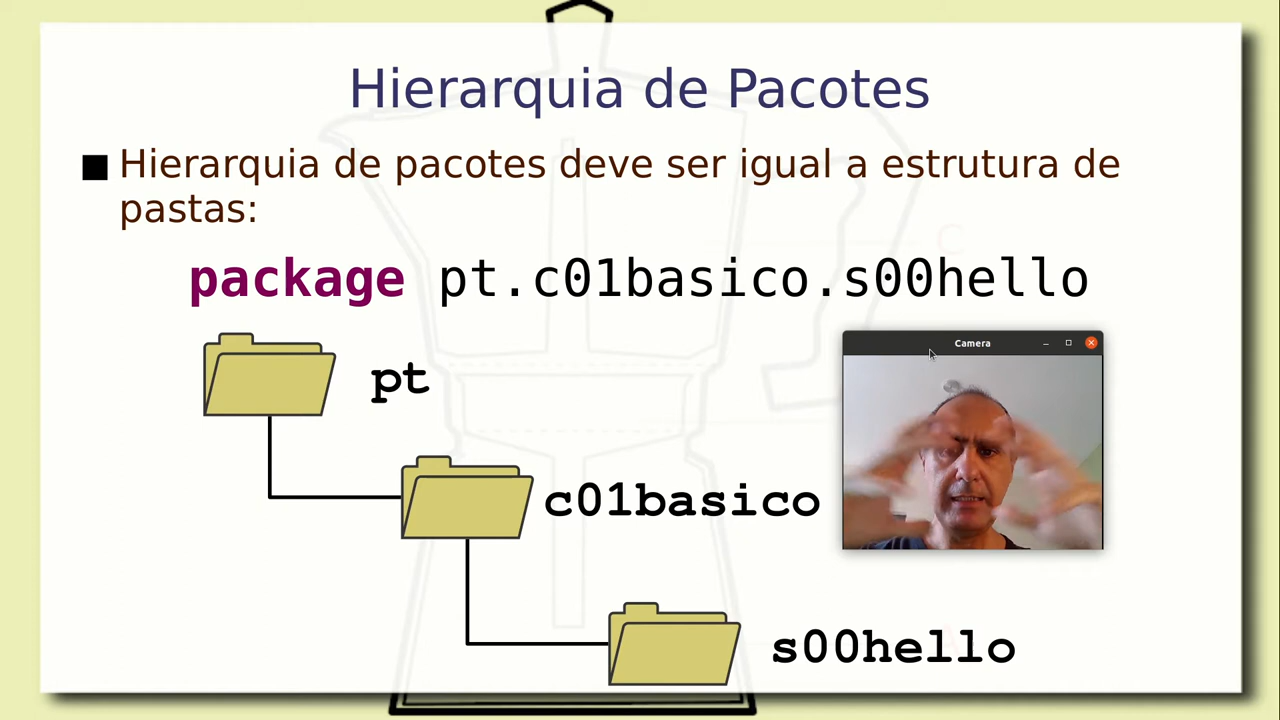 Hierarquia de Pacotes
Hierarquia de pacotes deve ser igual a estrutura de
pastas:
package pt.c01basico.s00hello
pt
Camera
c01basico
s00hello